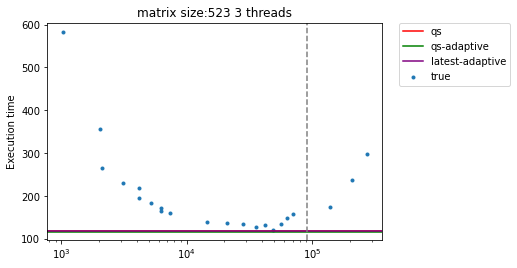 matrix size:523 3 threads
qs
qs-adaptive
latest-adaptive
true
Execution time
600
500
400
300
200
100
10³
10⁴
10⁵